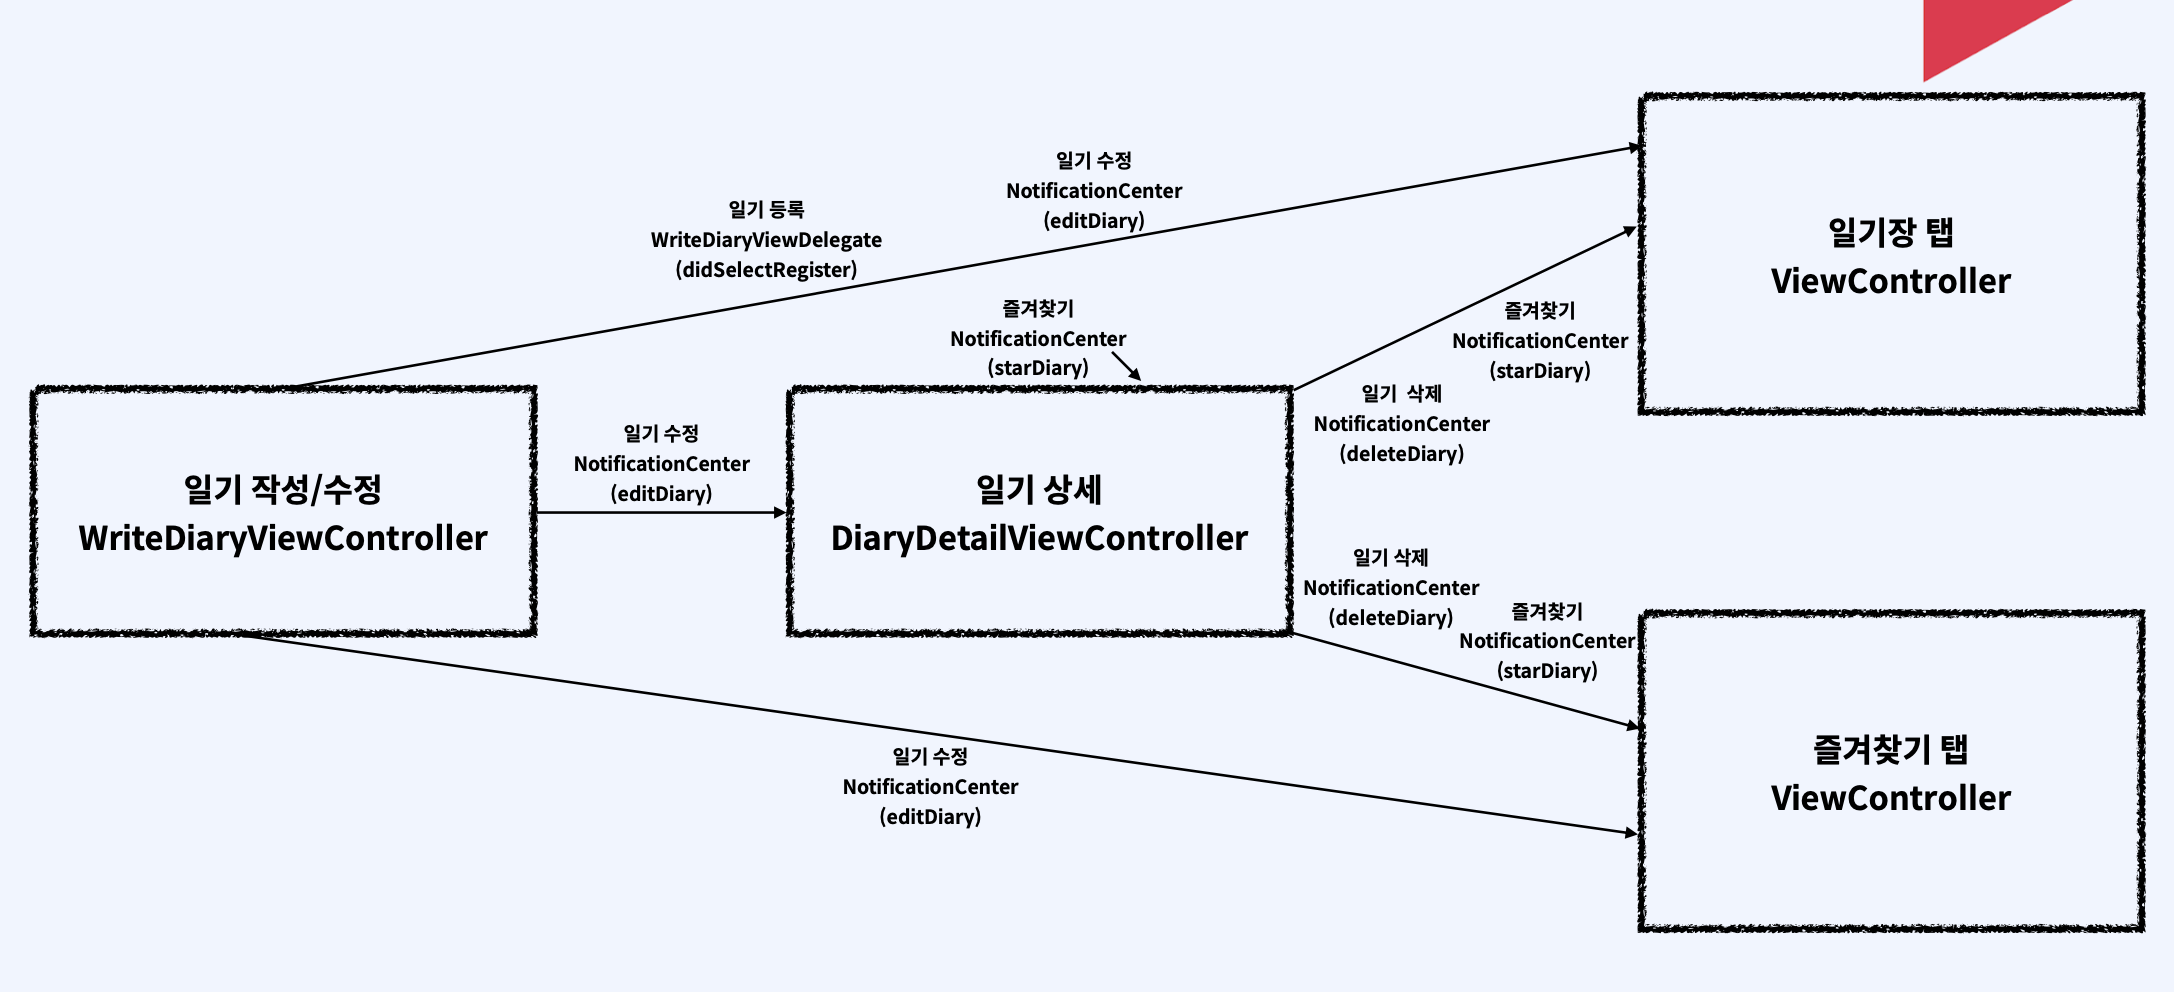 일기 수정
NotificationCenter
(editDiary)
일기 등록
WriteDiaryViewDelegate
(didSelectRegister)
일기장 탭
ViewController
즐겨찾기
NotificationCenter
(starDiary)
즐겨찾기
NotificationCenter
(starDiary)
일기  삭제
NotificationCenter
(deleteDiary)
일기 작성/수정
WriteDiaryViewController
일기 수정
NotificationCenter
(editDiary)
일기 상세
DiaryDetailViewController
일기 삭제
NotificationCenter
(deleteDiary)
즐겨찾기
NotificationCenter
(starDiary)
일기 수정
NotificationCenter
(editDiary)
즐겨찾기 탭
ViewController